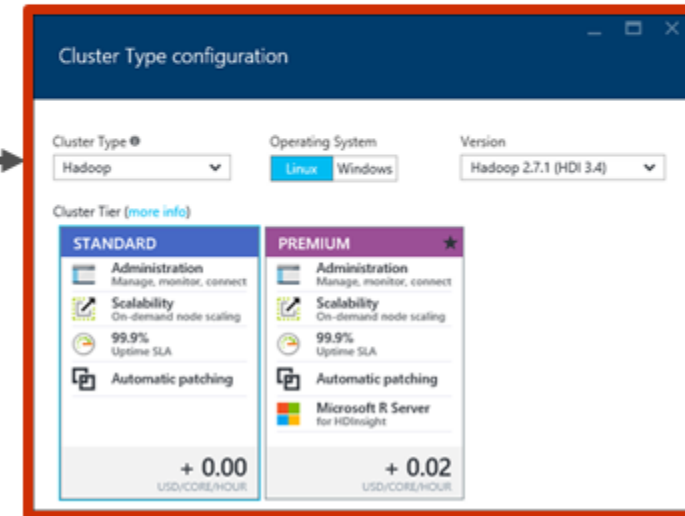 Cluster Type configuration
Cluster Type
Operating System
Version
Hadoop
Linux
Windows
Hadoop 2.7.1 (HDI 3.4)
Cluster Tier (more info)
STANDARD
Administration
Manage, monitor, connect
Scalability
On-demand node scaling
99.9%
Uptime SLA
Automatic patching
+ 0.00
USD/CORE/HOUR
PREMIUM
Administration
Manage, monitor, connect
Scalability
On-demand node scaling
99.9%
Uptime SLA
Automatic patching
Microsoft R Server
for HDInsight
+ 0.02
USD/CORE/HOUR